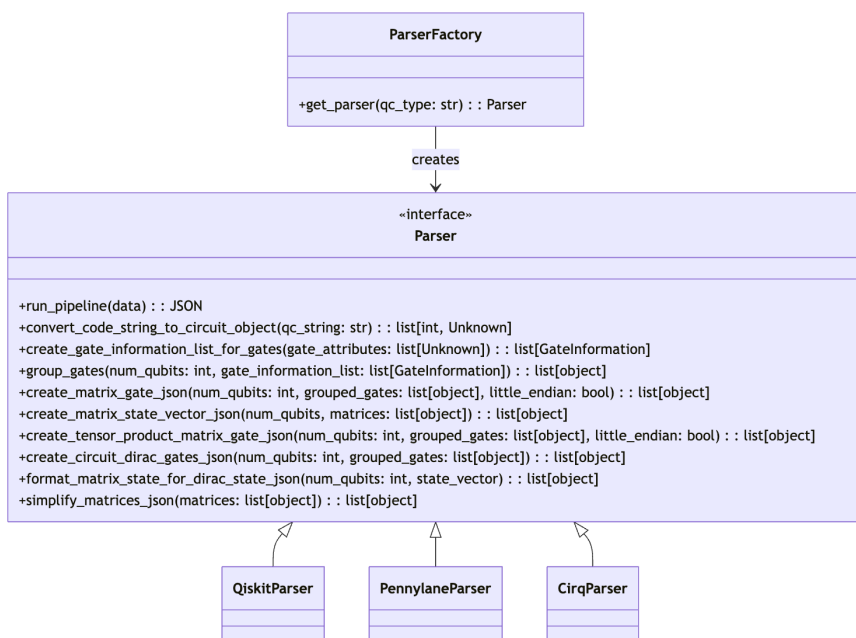 ParserFactory
+get_parser(qc_type: str) : : Parser
creates
«interface»
Parser
+run_pipeline(data) : : JSON
+convert_code_string_to_circuit_object(qc_string: str) : : list[int, Unknown]
+create_gate_information_list_for_gates(gate_attributes: list[Unknown]) : : list[GateInformation]
+group_gates(num_qubits: int, gate_information_list: list[GateInformation]) : : list[object]
+create_matrix_gate_json(num_qubits: int, grouped_gates: list[object], little_endian: bool) : : list[object]
+create_matrix_state_vector_json(num_qubits, matrices: list[object]) : : list[object]
+create_tensor_product_matrix_gate_json(num_qubits: int, grouped_gates: list[object], little_endian: bool) : : list[object]
+create_circuit_dirac_gates_json(num_qubits: int, grouped_gates: list[object]) : : list[object]
+format_matrix_state_for_dirac_state_json(num_qubits: int, state_vector) : : list[object]
+simplify_matrices_json(matrices: list[object]) : : list[object]
QiskitParser
PennylaneParser
CirqParser